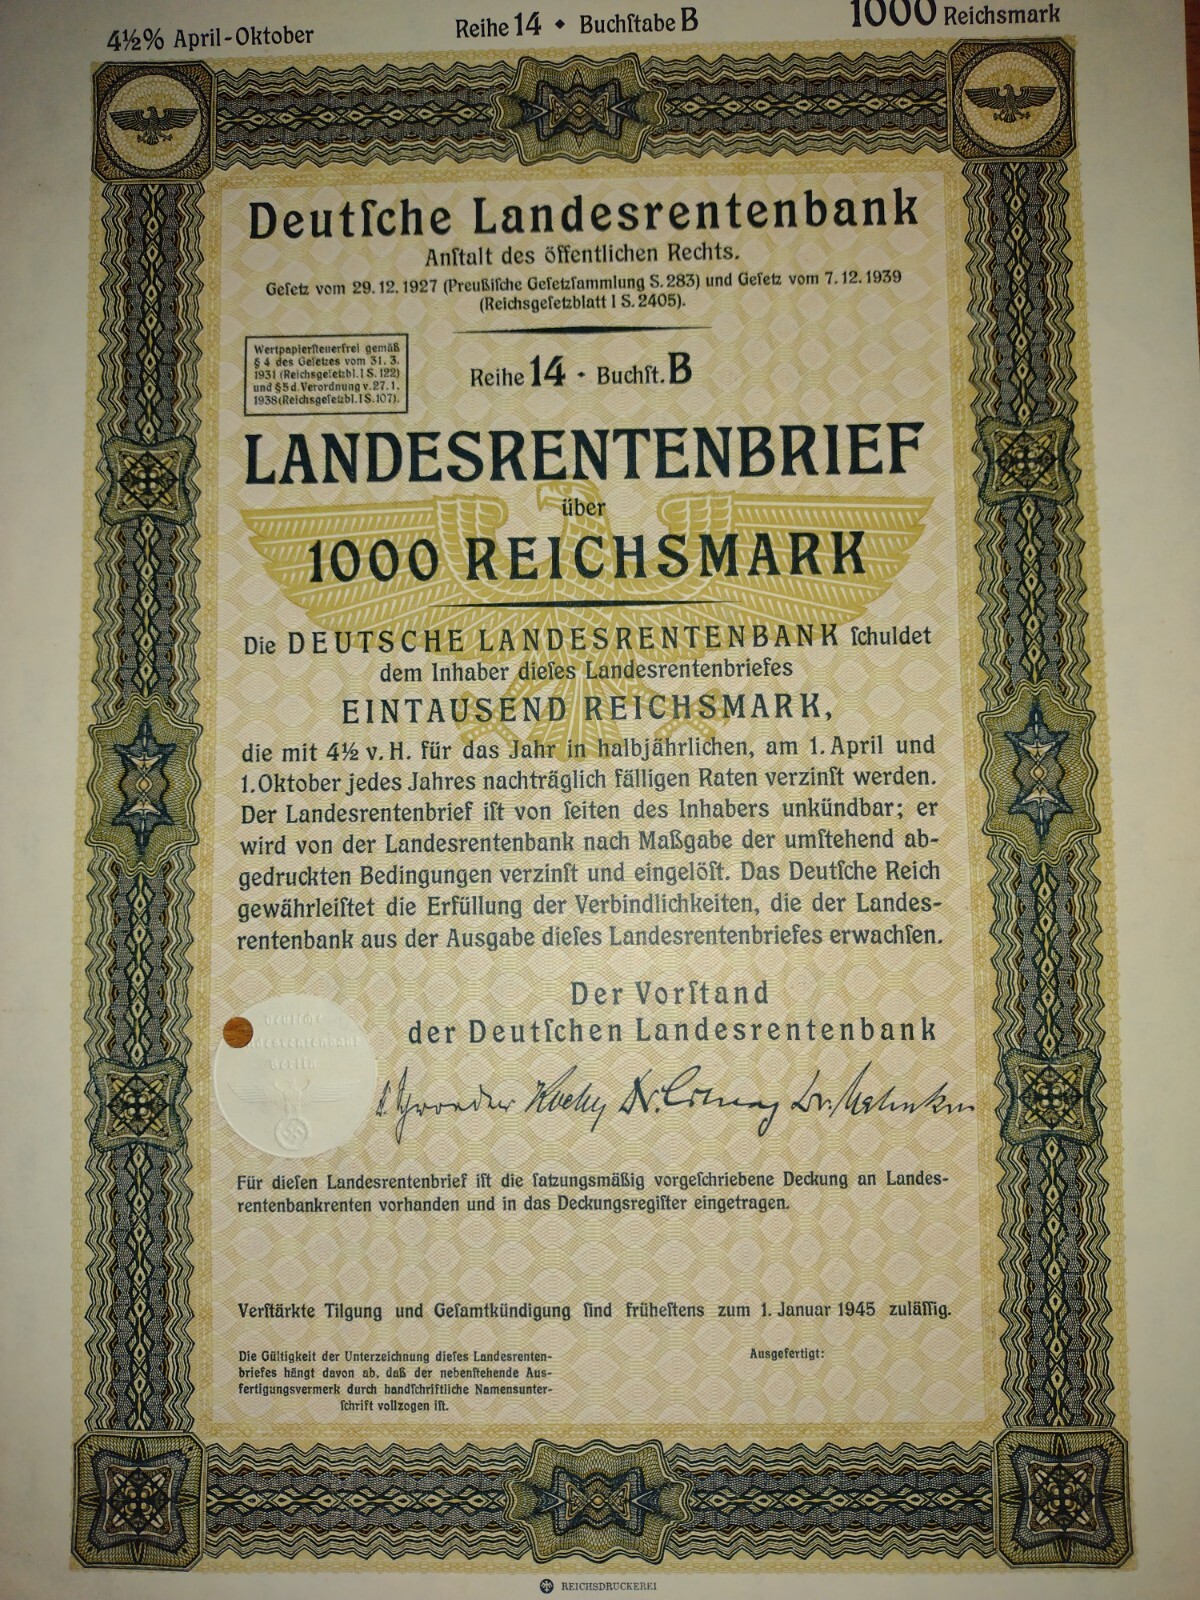 4½% April-Oktober
Reihe 14 ◆ Buchſtabe B
1000 Reichsmark
Deutſche Landesrentenbank
Anſtalt des öffentlichen Rechts.
Geſetz vom 29.12.1927 (Preußiſche Geſetzſammlung S. 283) und Geſetz vom 7.12.1939
(Reichsgeſetzblatt I S. 2405).
Wertpapierſteuerfrei gemäß
§ 4 des Geſetzes vom 31. 3.
1931 (Reichsgeſetzbl. I S. 122)
und § 5 d. Verordnung v. 27. 1.
1938 (Reichsgeſetzbl. I S. 107).
Reihe 14 · Buchſt. B
LANDESRENTENBRIEF
über
1000 REICHSMARK
Die DEUTSCHE LANDESRENTENBANK ſchuldet
dem Inhaber dieſes Landesrentenbriefes
EINTAUSEND REICHSMARK,
die mit 4½ v. H. für das Jahr in halbjährlichen, am 1. April und
1. Oktober jedes Jahres nachträglich fälligen Raten verzinſt werden.
Der Landesrentenbrief iſt von ſeiten des Inhabers unkündbar; er
wird von der Landesrentenbank nach Maßgabe der umſtehend ab-
gedruckten Bedingungen verzinſt und eingelöſt. Das Deutſche Reich
gewährleiſtet die Erfüllung der Verbindlichkeiten, die der Landes-
rentenbank aus der Ausgabe dieſes Landesrentenbriefes erwachſen.
Der Vorſtand
der Deutſchen Landesrentenbank
Deutſche
Landesrentenbank
Berlin
Für dieſen Landesrentenbrief iſt die ſatzungsmäßig vorgeſchriebene Deckung an Landes-
rentenbankrenten vorhanden und in das Deckungsregiſter eingetragen.
Verſtärkte Tilgung und Geſamtkündigung ſind früheſtens zum 1. Januar 1945 zuläſſig.
Die Gültigkeit der Unterzeichnung dieſes Landesrenten-
briefes hängt davon ab, daß der nebenſtehende Aus-
fertigungsvermerk durch handſchriftliche Namensunter-
ſchrift vollzogen iſt.
Ausgefertigt:
REICHSDRUCKEREI